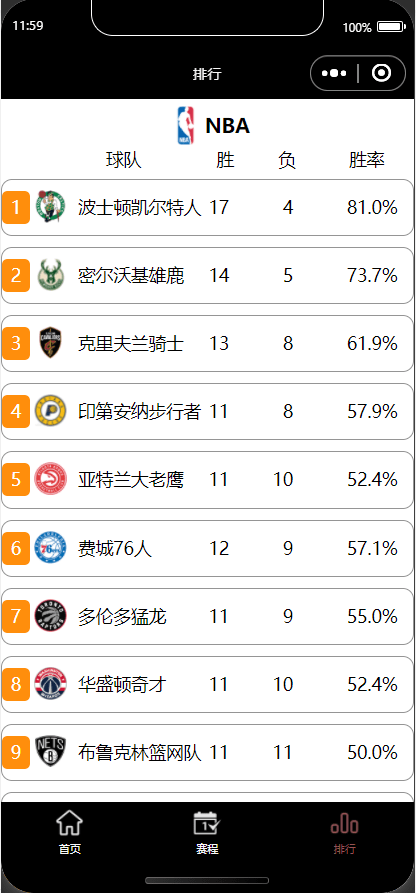 11:59 100%
排行
NBA
球队 胜 负 胜率
1 波士顿凯尔特人 17 4 81.0%
2 密尔沃基雄鹿 14 5 73.7%
3 克里夫兰骑士 13 8 61.9%
4 印第安纳步行者 11 8 57.9%
5 亚特兰大老鹰 11 10 52.4%
6 费城76人 12 9 57.1%
7 多伦多猛龙 11 9 55.0%
8 华盛顿奇才 11 10 52.4%
9 布鲁克林篮网队 11 11 50.0%
首页 赛程 排行